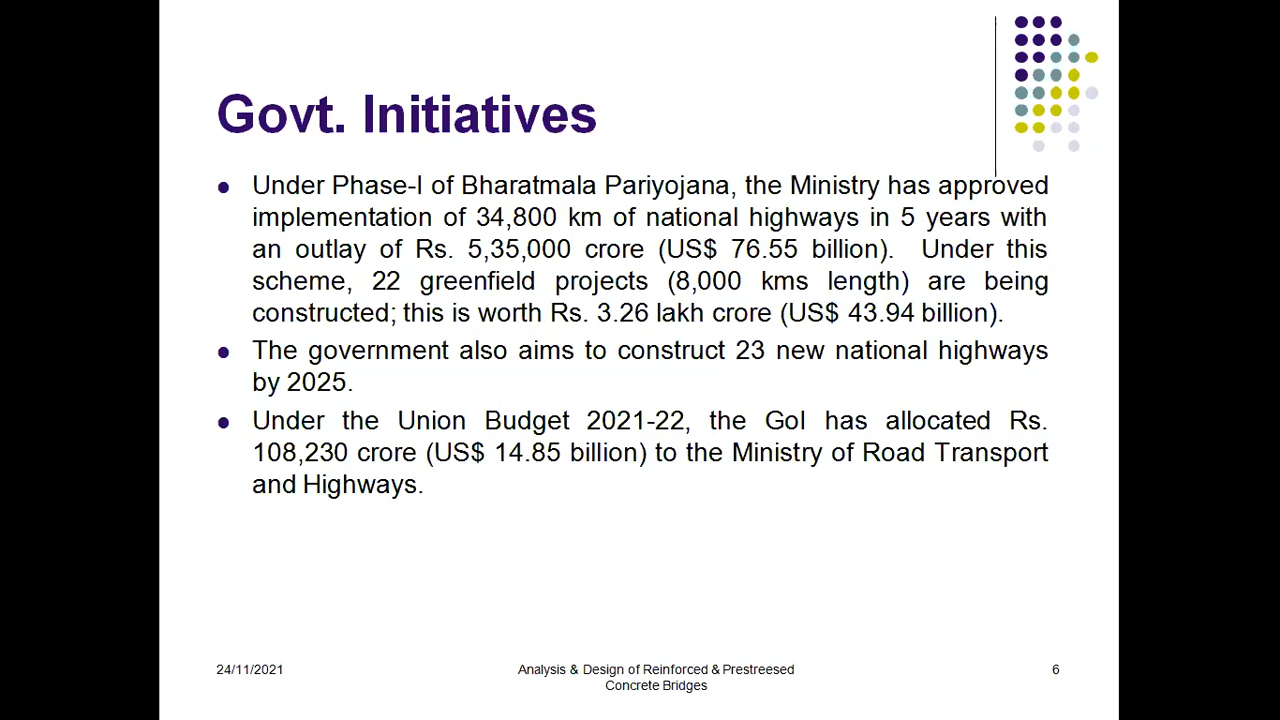 Govt. Initiatives
Under Phase-I of Bharatmala Pariyojana, the Ministry has approved
implementation of 34,800 km of national highways in 5 years with
an outlay of Rs. 5,35,000 crore (US$ 76.55 billion). Under this
scheme, 22 greenfield projects (8,000 kms length) are being
constructed; this is worth Rs. 3.26 lakh crore (US$ 43.94 billion).
The government also aims to construct 23 new national highways
by 2025.
Under the Union Budget 2021-22, the GoI has allocated Rs.
108,230 crore (US$ 14.85 billion) to the Ministry of Road Transport
and Highways.
24/11/2021
Analysis & Design of Reinforced & Prestreesed
Concrete Bridges
6